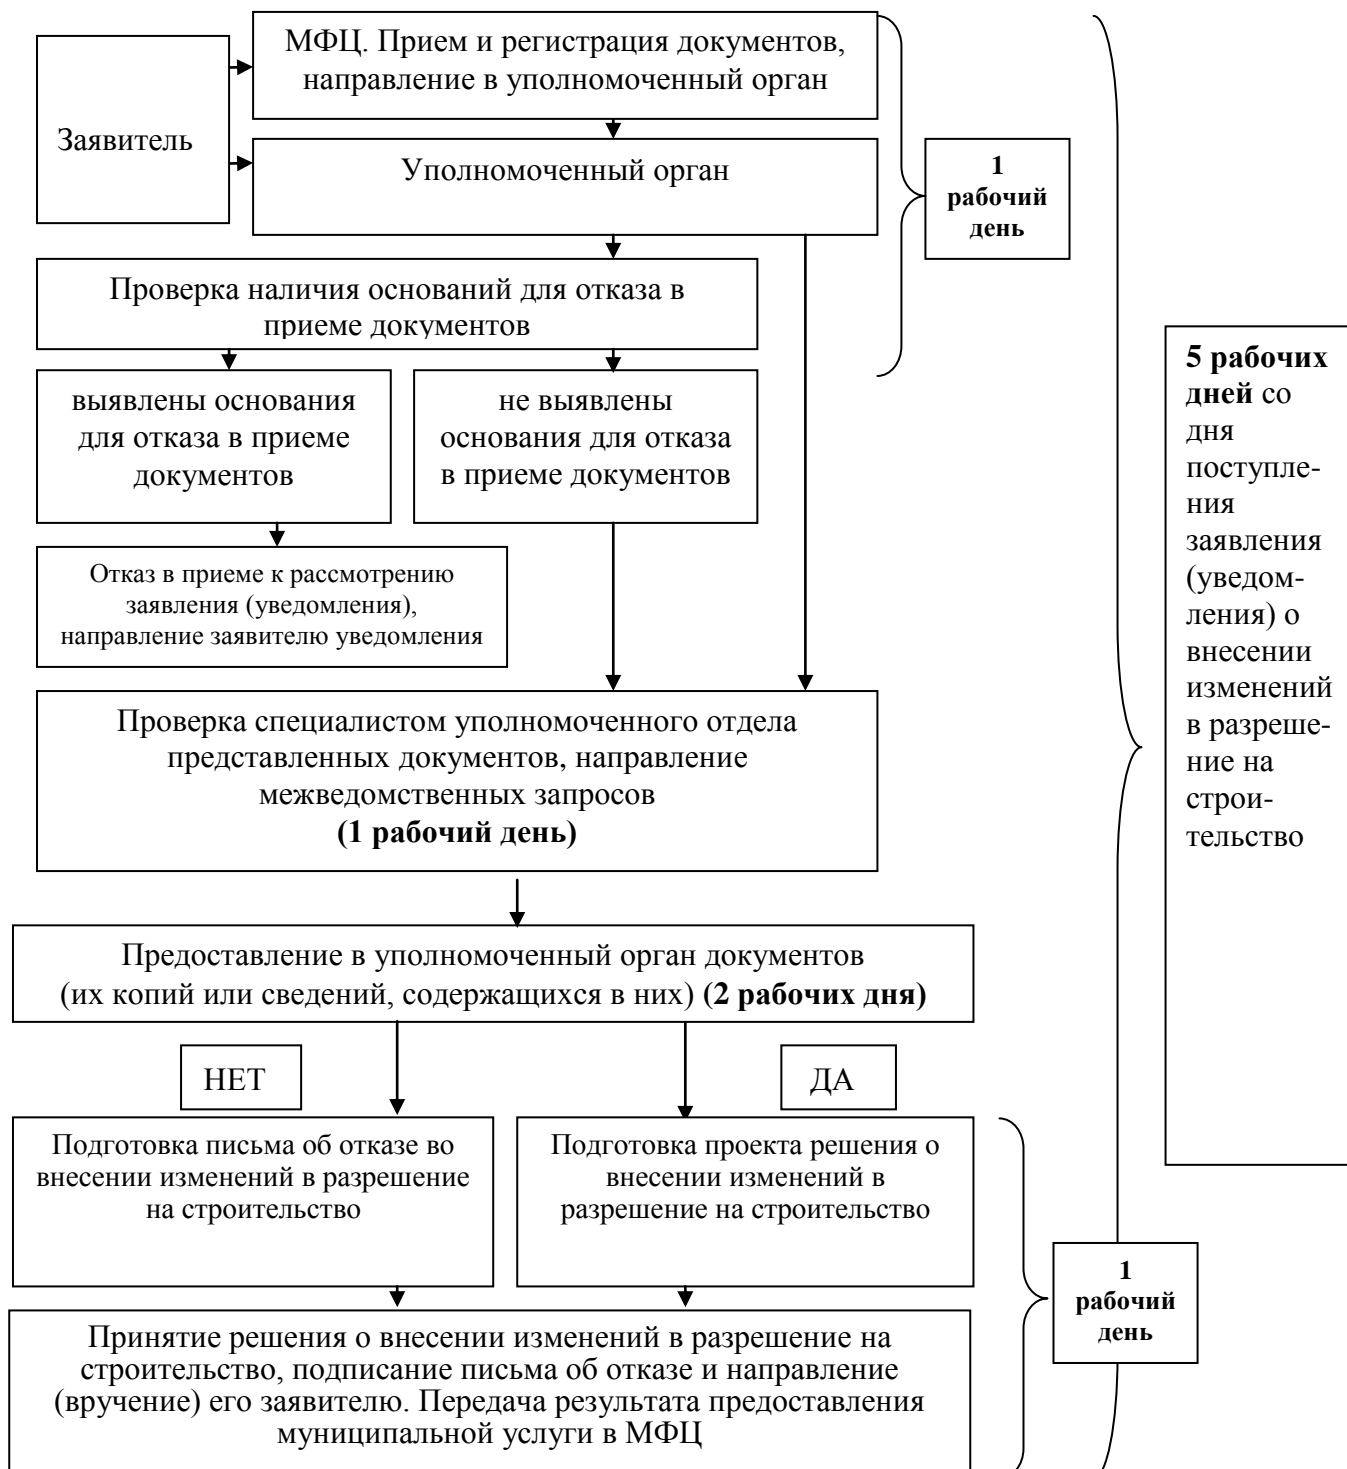 МФЦ. Прием и регистрация документов,
направление в уполномоченный орган
Заявитель
Уполномоченный орган
1
рабочий
день
Проверка наличия оснований для отказа в
приеме документов
выявлены основания
для отказа в приеме
документов
не выявлены
основания для отказа
в приеме документов
Отказ в приеме к рассмотрению
заявления (уведомления),
направление заявителю уведомления
5 рабочих
дней со
дня
поступле-
ния
заявления
(уведом-
ления) о
внесении
изменений
в разреше-
ние на
строи-
тельство
Проверка специалистом уполномоченного отдела
представленных документов, направление
межведомственных запросов
(1 рабочий день)
Предоставление в уполномоченный орган документов
(их копий или сведений, содержащихся в них) (2 рабочих дня)
НЕТ
ДА
Подготовка письма об отказе во
внесении изменений в разрешение
на строительство
Подготовка проекта решения о
внесении изменений в
разрешение на строительство
1
рабочий
день
Принятие решения о внесении изменений в разрешение на
строительство, подписание письма об отказе и направление
(вручение) его заявителю. Передача результата предоставления
муниципальной услуги в МФЦ